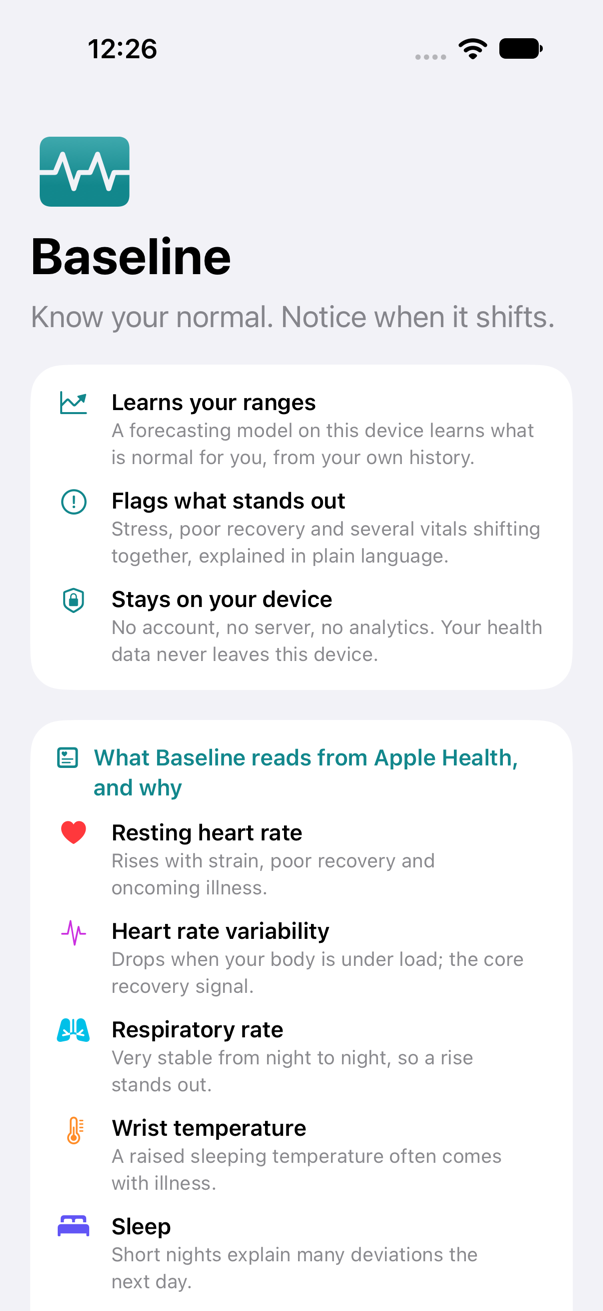 12:26
Baseline
Know your normal. Notice when it shifts.
Learns your ranges
A forecasting model on this device learns what
is normal for you, from your own history.
Flags what stands out
Stress, poor recovery and several vitals shifting
together, explained in plain language.
Stays on your device
No account, no server, no analytics. Your health
data never leaves this device.
What Baseline reads from Apple Health,
and why
Resting heart rate
Rises with strain, poor recovery and
oncoming illness.
Heart rate variability
Drops when your body is under load; the core
recovery signal.
Respiratory rate
Very stable from night to night, so a rise
stands out.
Wrist temperature
A raised sleeping temperature often comes
with illness.
Sleep
Short nights explain many deviations the
next day.